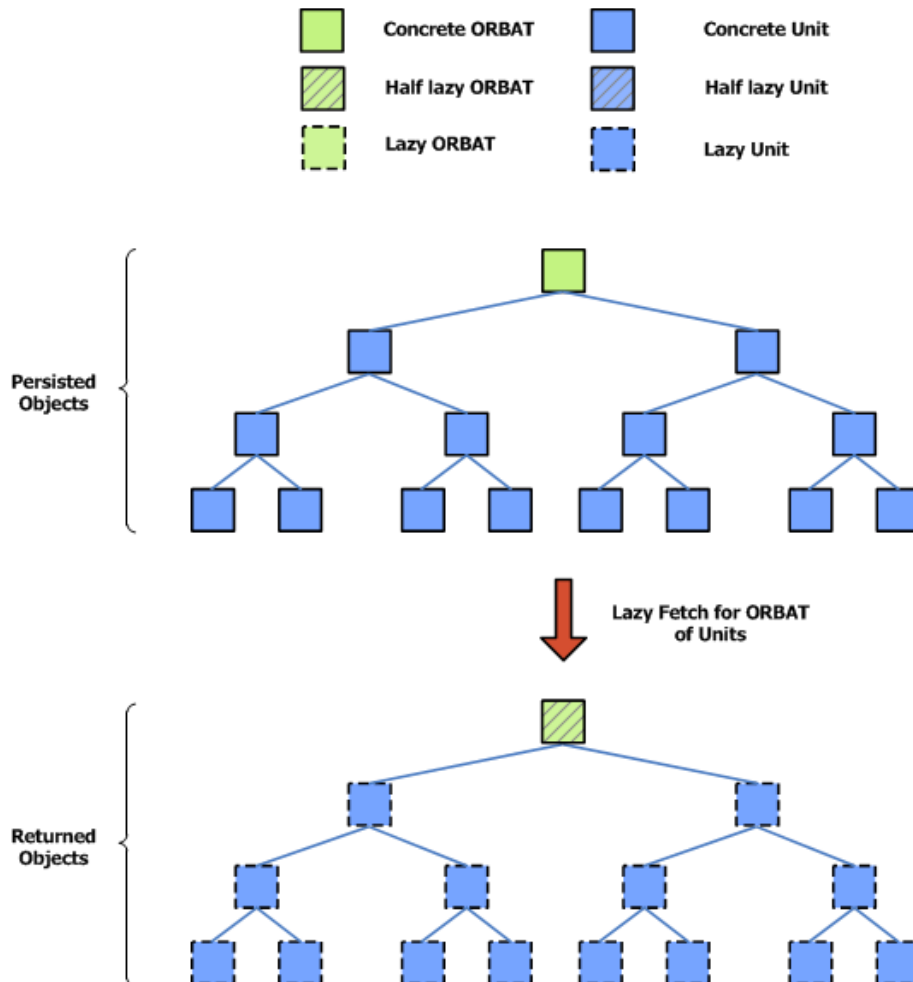 Concrete ORBAT
Concrete Unit
Half lazy ORBAT
Half lazy Unit
Lazy ORBAT
Lazy Unit
Persisted
Objects
Lazy Fetch for ORBAT
of Units
Returned
Objects